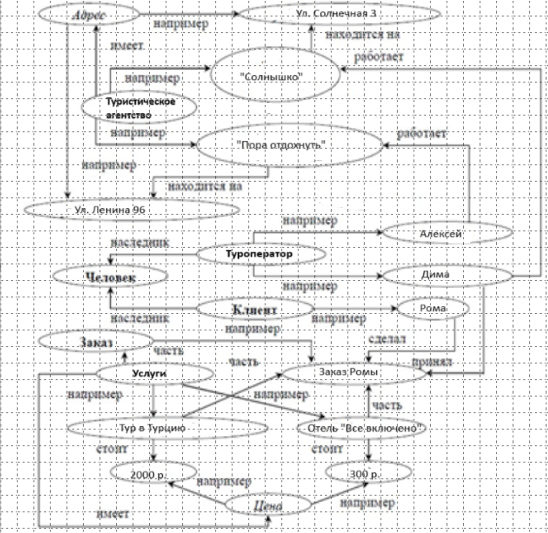 Адрес
например
Ул. Солнечная 3
имеет
находится на
например
"Солнышко"
работает
Туристическое
агентство
например
"Пора отдохнуть"
работает
например
находится на
Ул. Ленина 96
например
наследник
Туроператор
Алексей
Человек
например
Дима
наследник
Клиент
например
Рома
Заказ
например
сделал
часть
часть
принял
Услуги
Заказ Ромы
например
например
часть
Тур в Турцию
Отель "Все включено"
стоит
стоит
2000 р.
300 р.
например
Цена
например
имеет